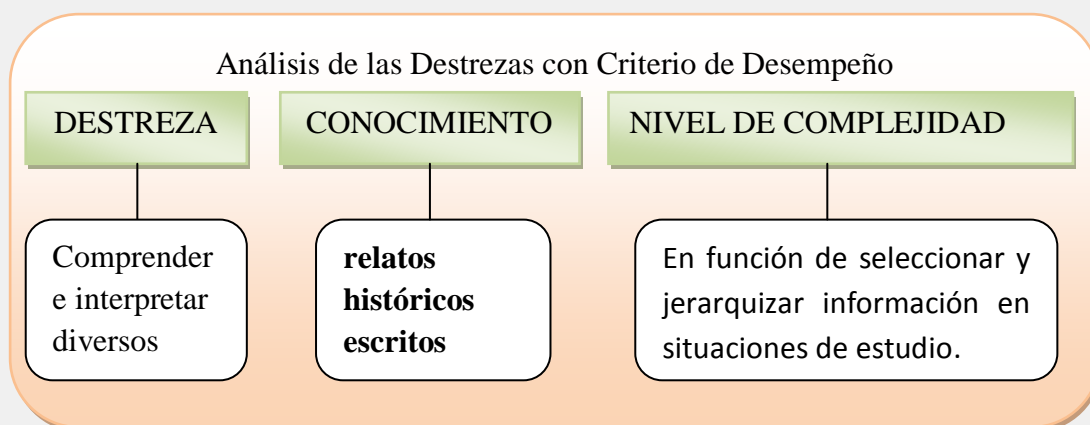 Análisis de las Destrezas con Criterio de Desempeño
DESTREZA
CONOCIMIENTO
NIVEL DE COMPLEJIDAD
Comprender
e interpretar
diversos
relatos
históricos
escritos
En función de seleccionar y
jerarquizar información en
situaciones de estudio.